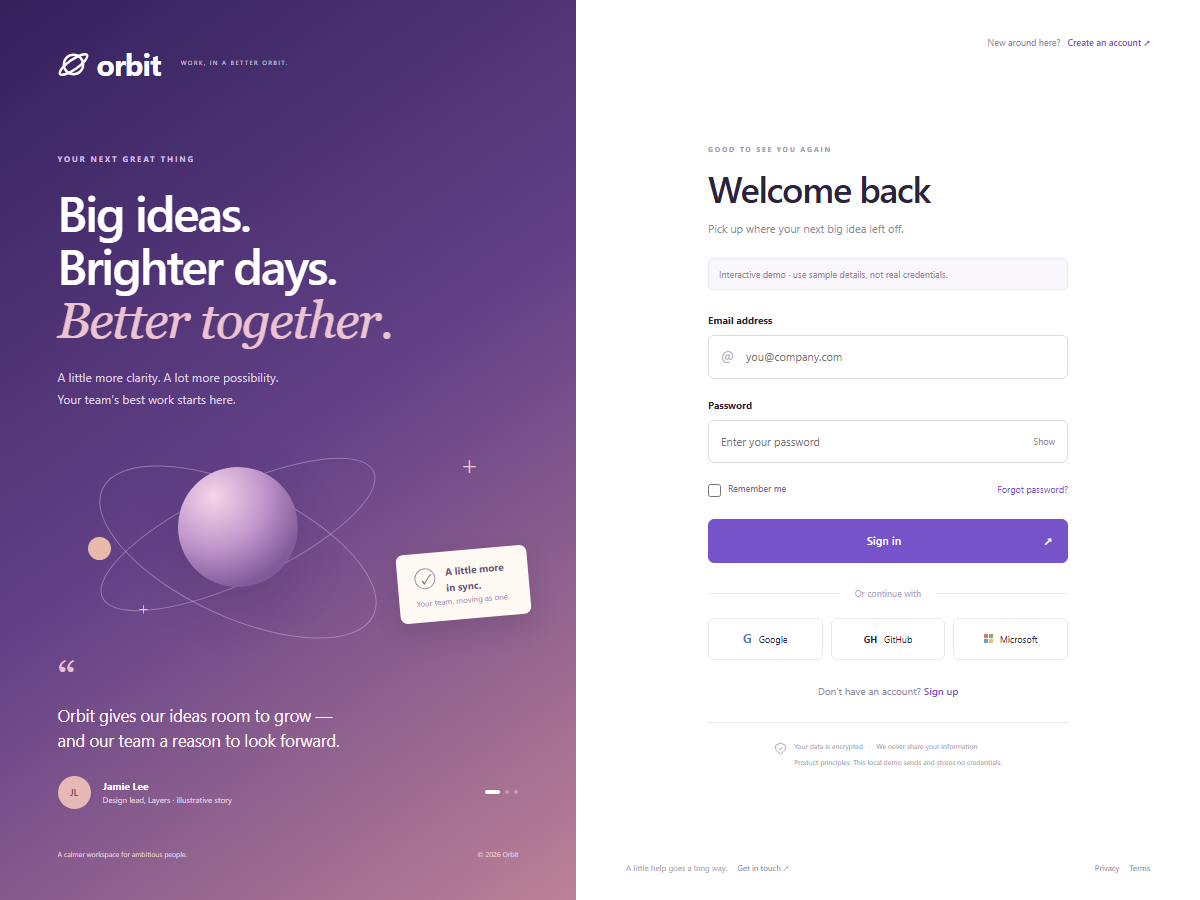 orbit
WORK, IN A BETTER ORBIT.
YOUR NEXT GREAT THING
Big ideas.
Brighter days.
Better together.
A little more clarity. A lot more possibility.
Your team’s best work starts here.
A little more
in sync.
Your team, moving as one.
“
Orbit gives our ideas room to grow —
and our team a reason to look forward.
JL
Jamie Lee
Design lead, Layers · illustrative story
A calmer workspace for ambitious people.
© 2026 Orbit
New around here? Create an account ↗
GOOD TO SEE YOU AGAIN
Welcome back
Pick up where your next big idea left off.
Interactive demo · use sample details, not real credentials.
Email address
@ you@company.com
Password
Enter your password Show
Remember me Forgot password?
Sign in ↗
Or continue with
G Google
GH GitHub
Microsoft
Don’t have an account? Sign up
Your data is encrypted · We never share your information
Product principles. This local demo sends and stores no credentials.
A little help goes a long way. Get in touch ↗
Privacy Terms